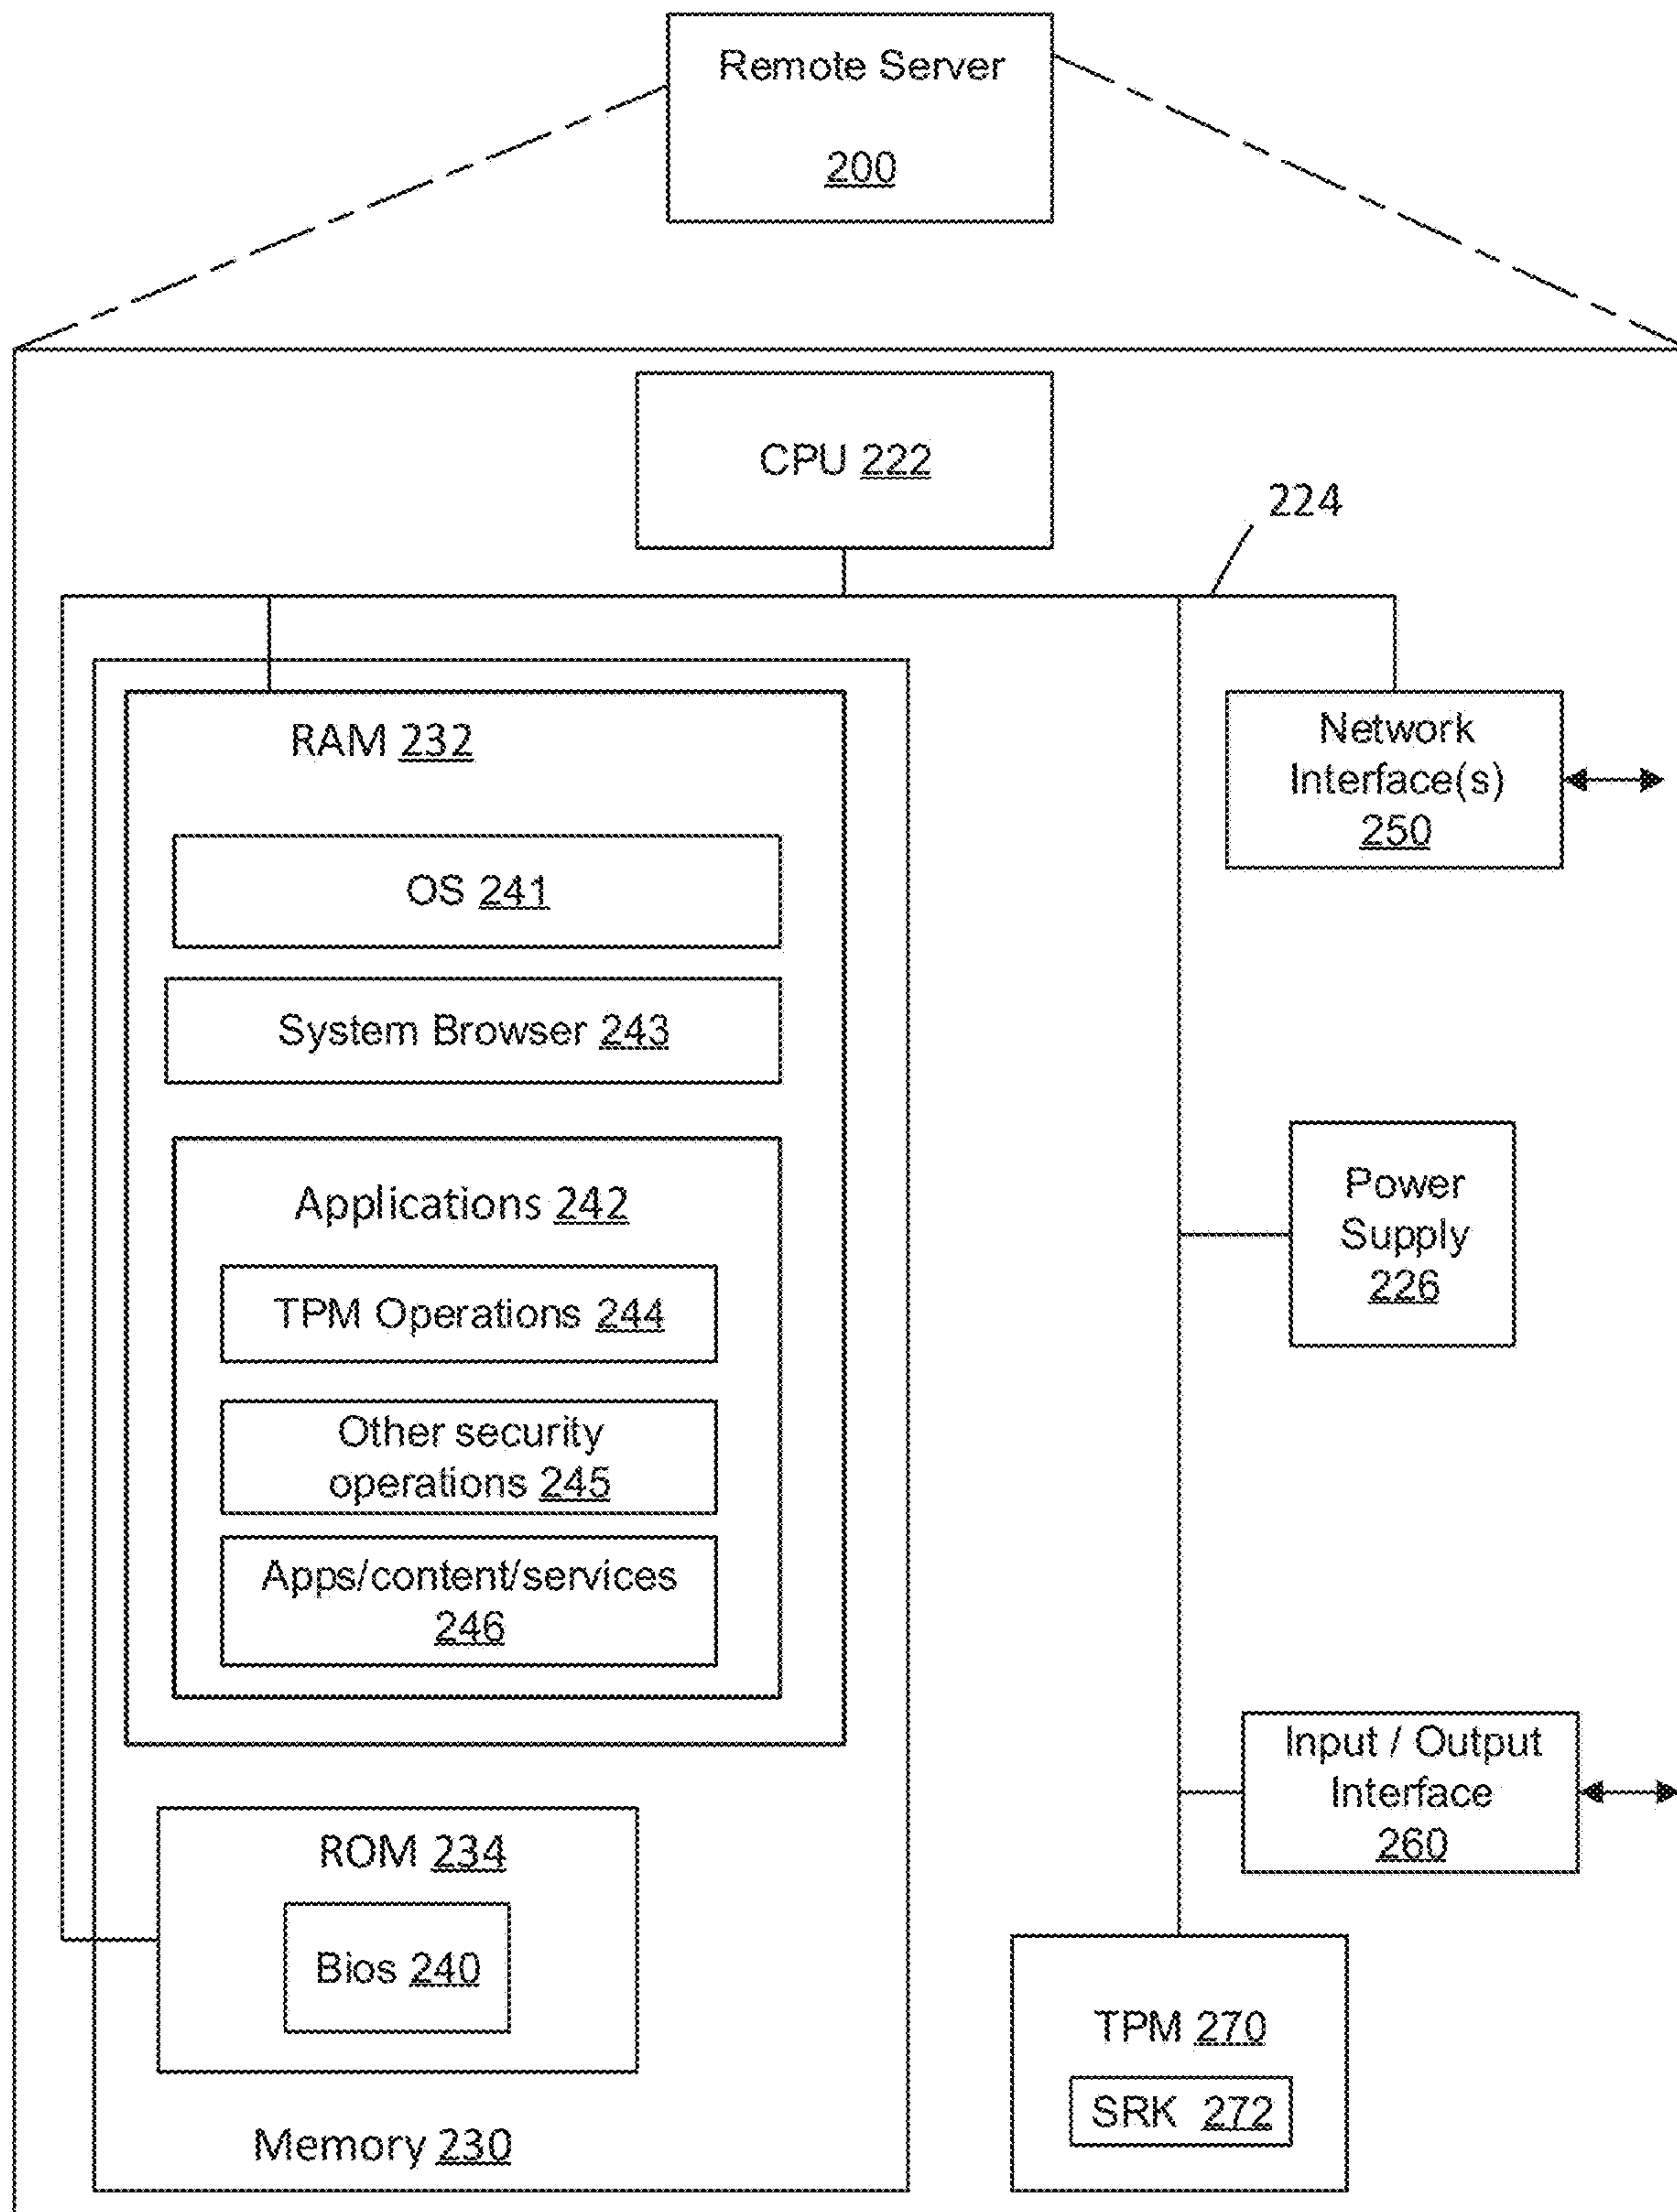 Remote Server
200
CPU 222
224
RAM 232
OS 241
System Browser 243
Applications 242
TPM Operations 244
Other security
operations 245
Apps/content/services
246
ROM 234
Bios 240
Memory 230
Network
Interface(s)
250
Power
Supply
226
Input / Output
Interface
260
TPM 270
SRK 272